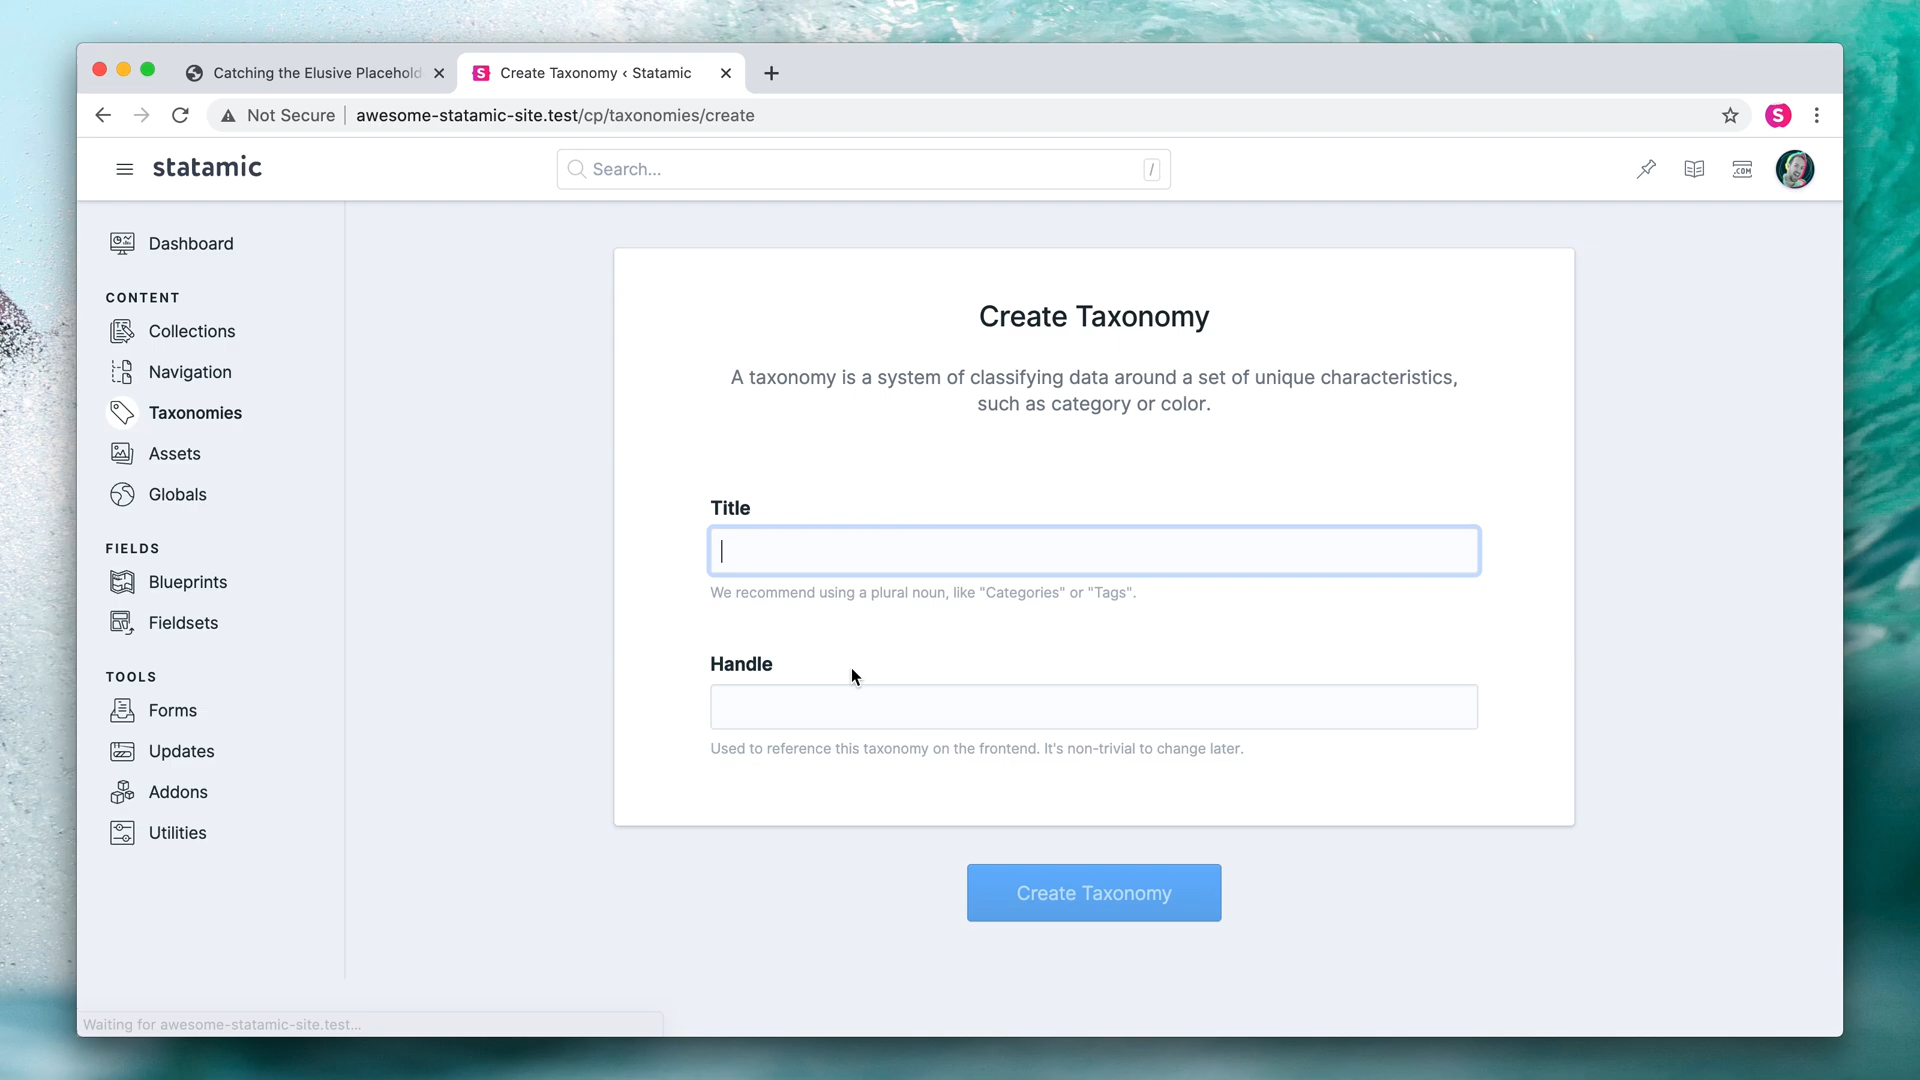 Catching the Elusive Placehold
Create Taxonomy ‹ Statamic
Not Secure
awesome-statamic-site.test/cp/taxonomies/create
S
statamic
Search...
/
.COM
Dashboard
CONTENT
Collections
Navigation
Taxonomies
Assets
Globals
FIELDS
Blueprints
Fieldsets
TOOLS
Forms
Updates
Addons
Utilities
Create Taxonomy
A taxonomy is a system of classifying data around a set of unique characteristics,
such as category or color.
Title
We recommend using a plural noun, like "Categories" or "Tags".
Handle
Used to reference this taxonomy on the frontend. It's non-trivial to change later.
Create Taxonomy
Waiting for awesome-statamic-site.test...